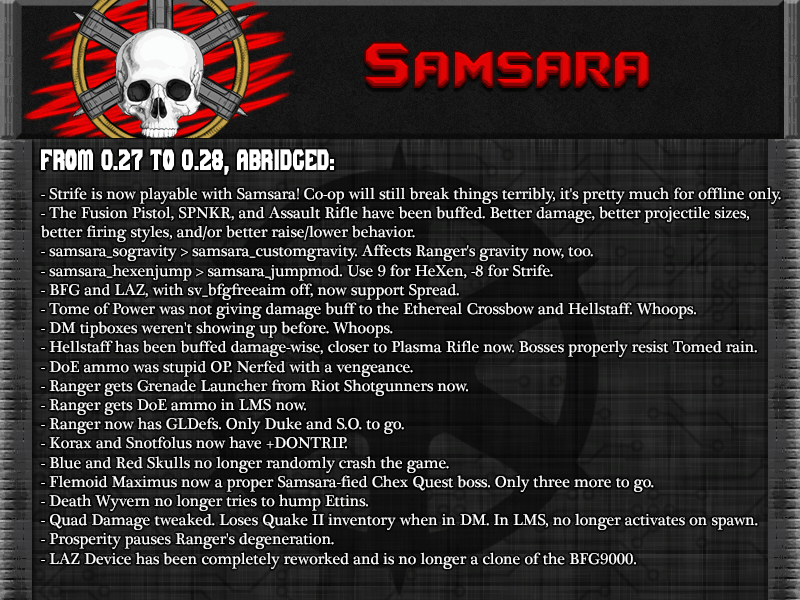 SAMSARA
FROM 0.27 TO 0.28, ABRIDGED:
- Strife is now playable with Samsara! Co-op will still break things terribly, it's pretty much for offline only.
- The Fusion Pistol, SPNKR, and Assault Rifle have been buffed. Better damage, better projectile sizes,
better firing styles, and/or better raise/lower behavior.
- samsara_sogravity > samsara_customgravity. Affects Ranger's gravity now, too.
- samsara_hexenjump > samsara_jumpmod. Use 9 for HeXen, -8 for Strife.
- BFG and LAZ, with sv_bfgfreeaim off, now support Spread.
- Tome of Power was not giving damage buff to the Ethereal Crossbow and Hellstaff. Whoops.
- DM tipboxes weren't showing up before. Whoops.
- Hellstaff has been buffed damage-wise, closer to Plasma Rifle now. Bosses properly resist Tomed rain.
- DoE ammo was stupid OP. Nerfed with a vengeance.
- Ranger gets Grenade Launcher from Riot Shotgunners now.
- Ranger gets DoE ammo in LMS now.
- Ranger now has GLDefs. Only Duke and S.O. to go.
- Korax and Snotfolus now have +DONTRIP.
- Blue and Red Skulls no longer randomly crash the game.
- Flemoid Maximus now a proper Samsara-fied Chex Quest boss. Only three more to go.
- Death Wyvern no longer tries to hump Ettins.
- Quad Damage tweaked. Loses Quake II inventory when in DM. In LMS, no longer activates on spawn.
- Prosperity pauses Ranger's degeneration.
- LAZ Device has been completely reworked and is no longer a clone of the BFG9000.